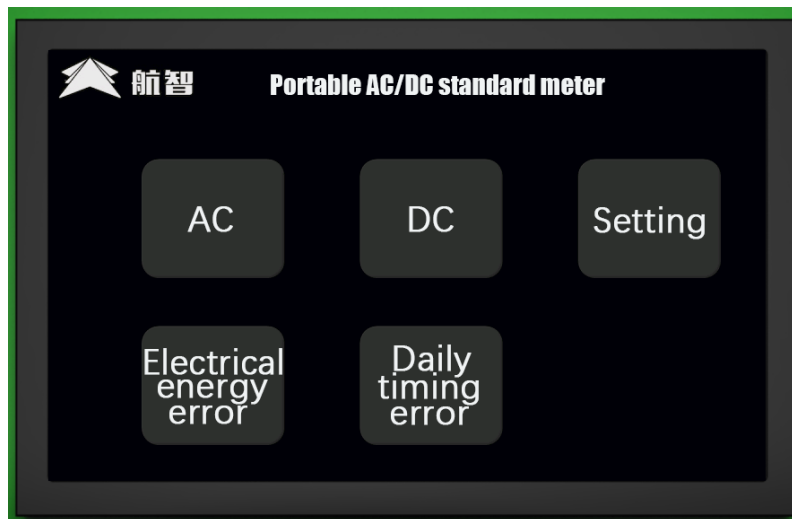 航智
Portable AC/DC standard meter
AC
DC
Setting
Electrical
energy
error
Daily
timing
error